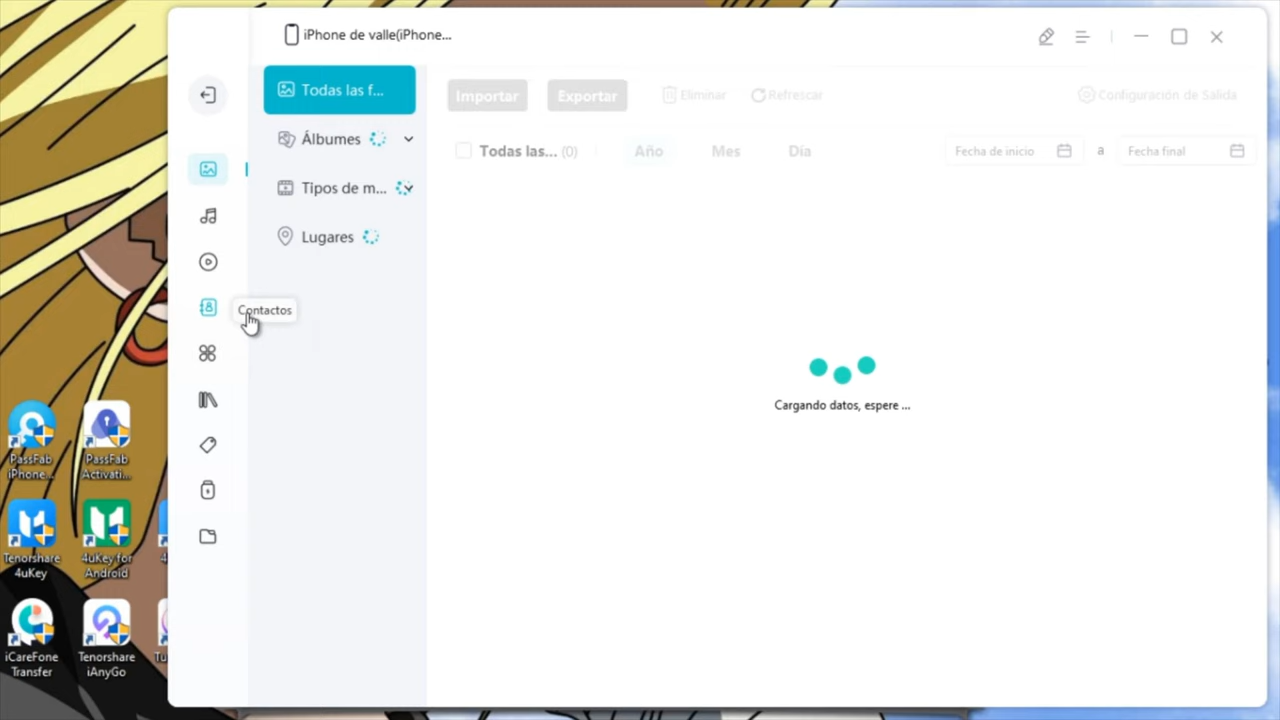 iPhone de valle(iPhone...
Todas las f...
Álbumes
Tipos de m...
Lugares
Importar
Exportar
Eliminar
Refrescar
Configuración de Salida
Todas las... (0)
Año
Mes
Día
Fecha de inicio
a
Fecha final
Contactos
Cargando datos, espere ...
PassFab
iPhone...
PassFab
Activati...
Tenorshare
4uKey
4uKey for
Android
iCareFone
Transfer
Tenorshare
iAnyGo